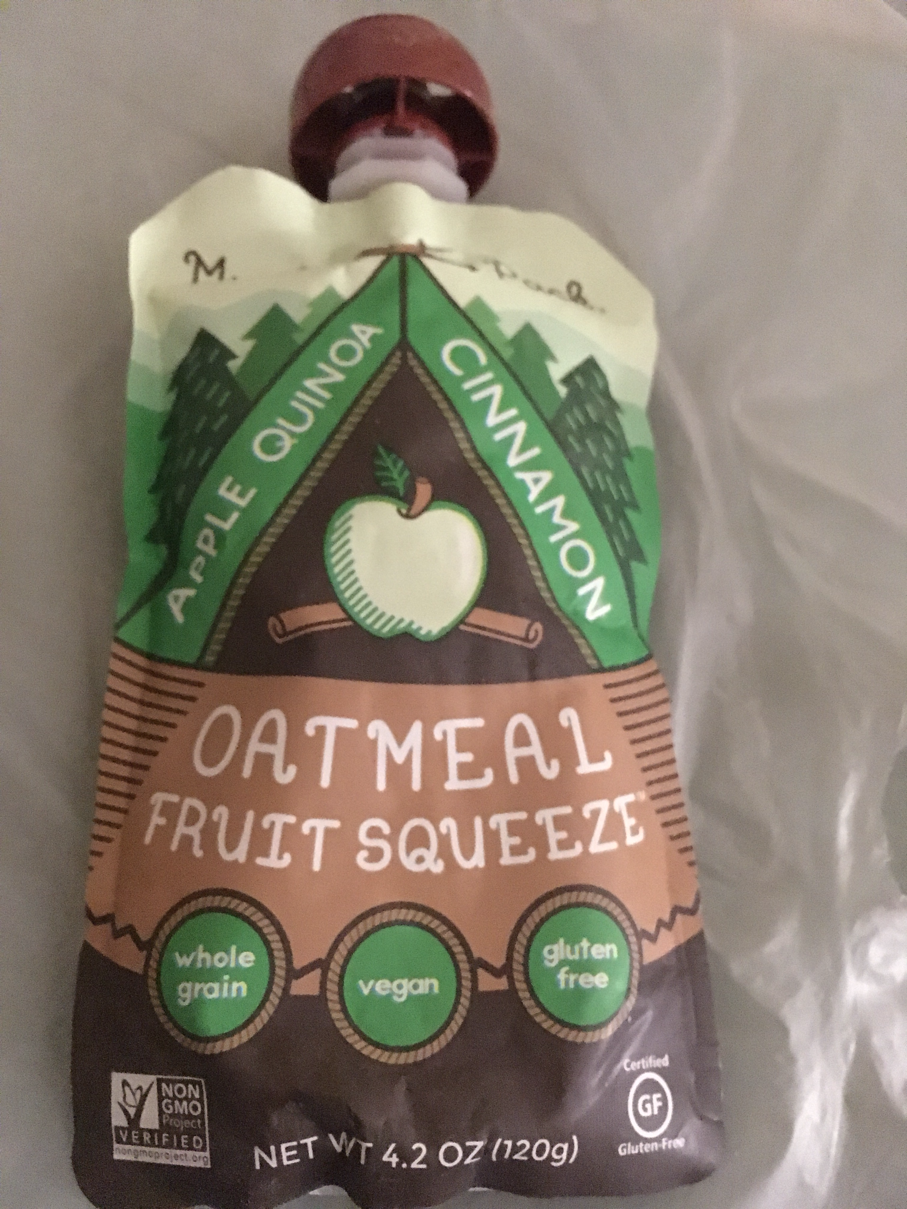 M.
APPLE QUINOA
CINNAMON
OATMEAL
FRUIT SQUEEZE™
whole
grain
vegan
gluten
free
NON
GMO
Project
VERIFIED
nongmoproject.org
NET WT 4.2 OZ (120g)
Certified
GF
Gluten-Free